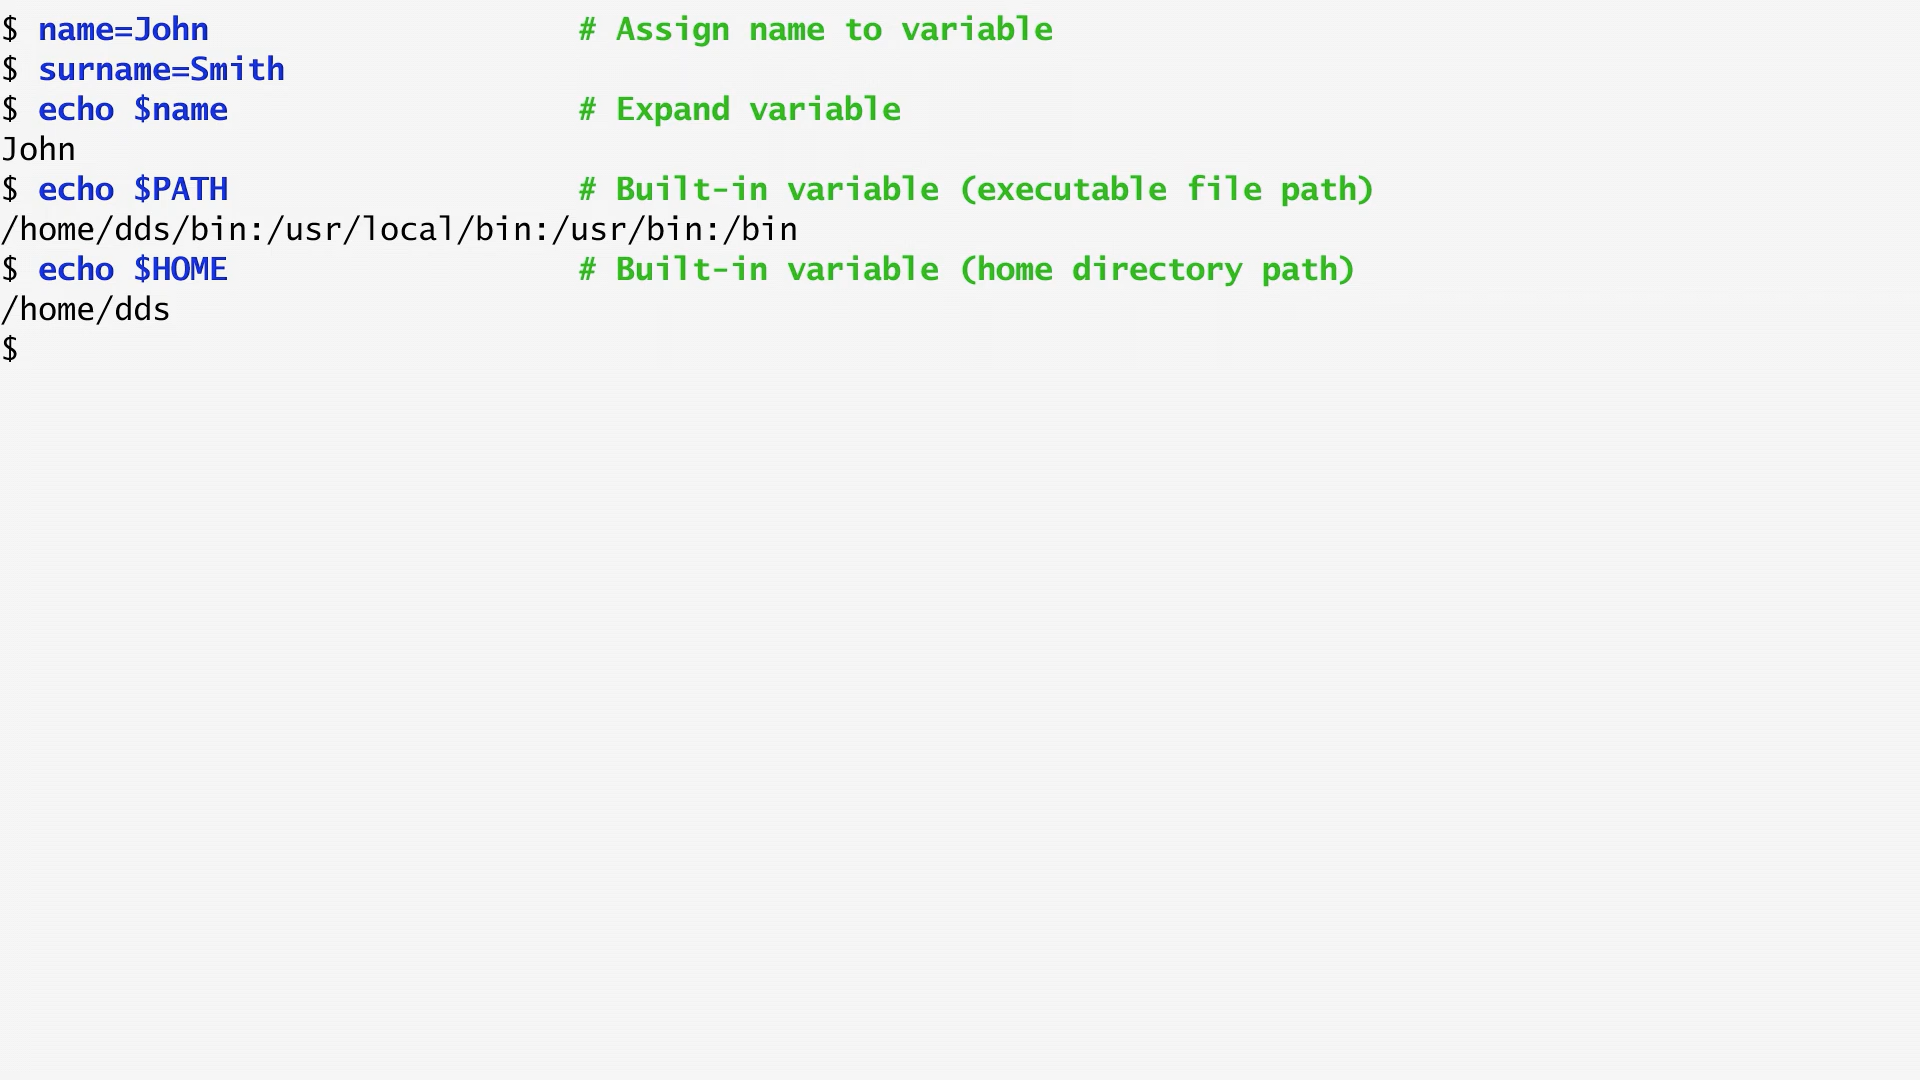 $ name=John # Assign name to variable
$ surname=Smith
$ echo $name # Expand variable
John
$ echo $PATH # Built-in variable (executable file path)
/home/dds/bin:/usr/local/bin:/usr/bin:/bin
$ echo $HOME # Built-in variable (home directory path)
/home/dds
$